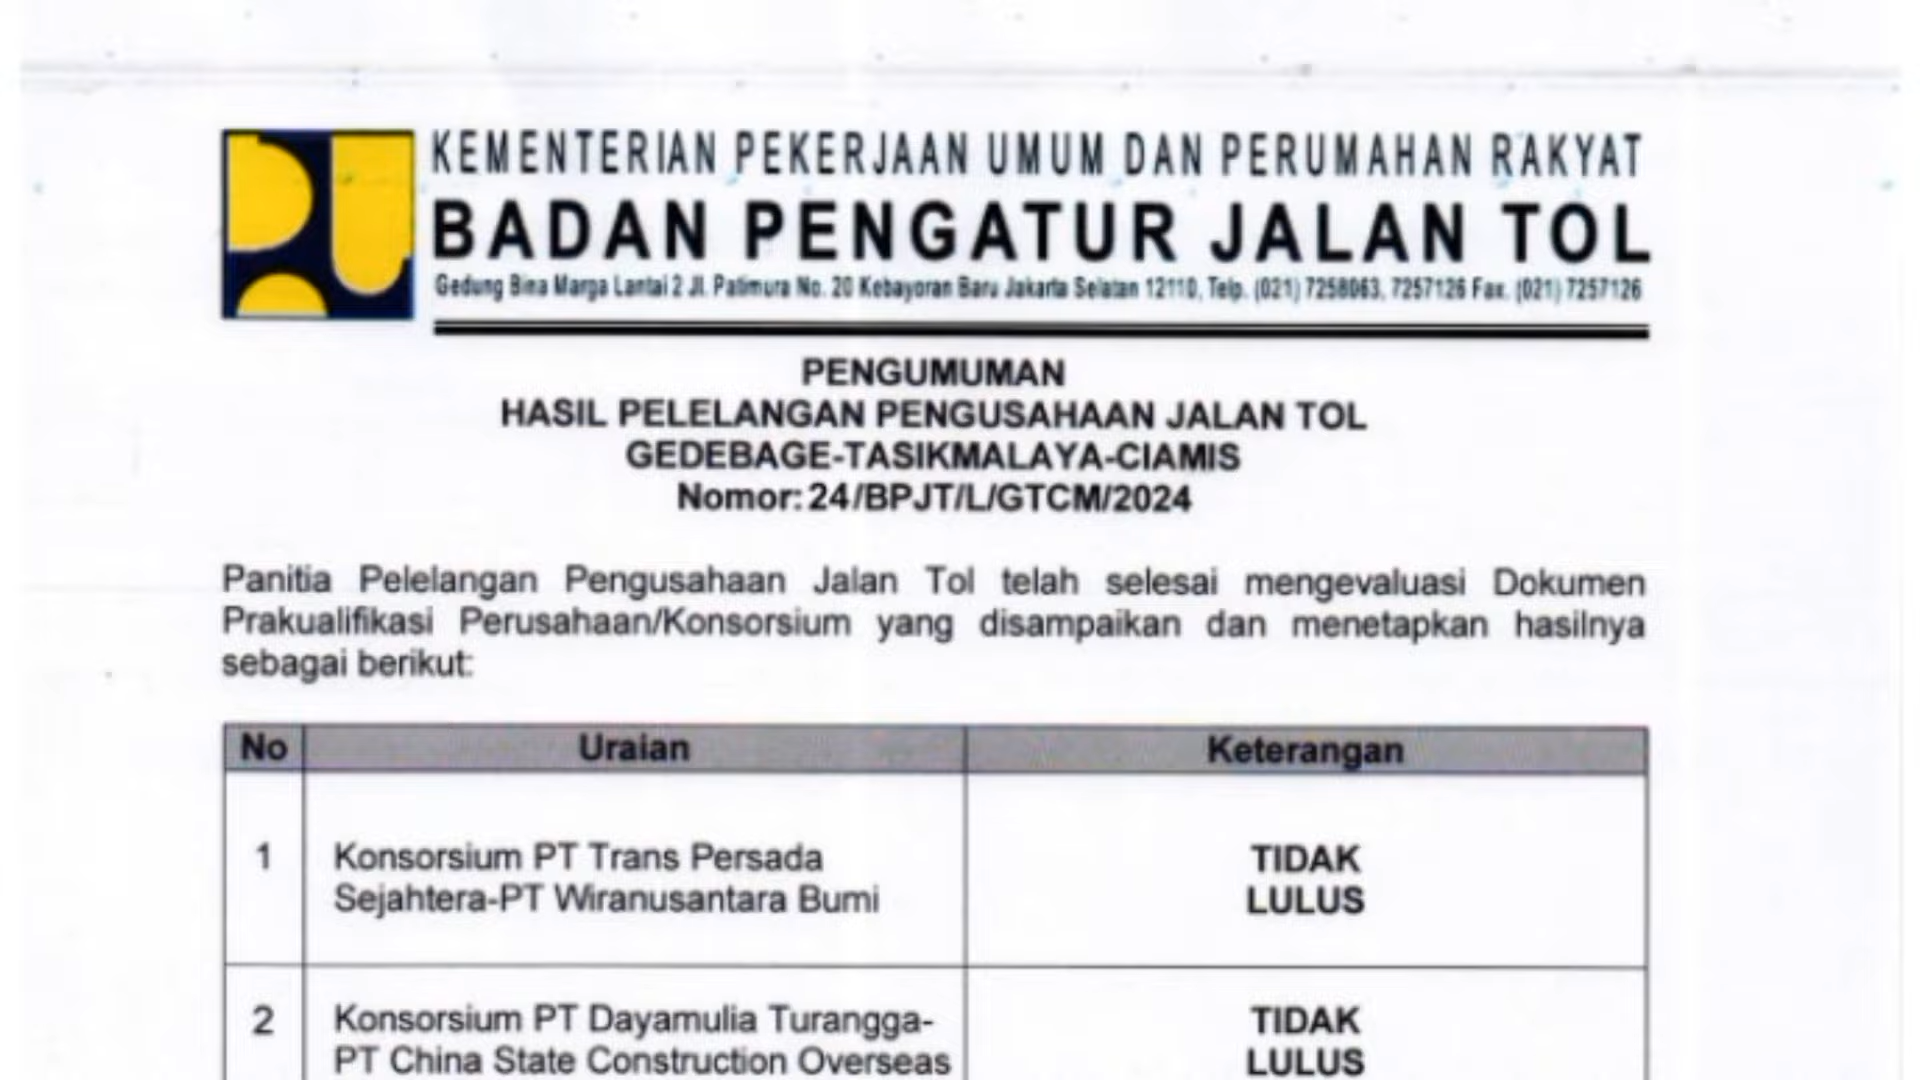 KEMENTERIAN PEKERJAAN UMUM DAN PERUMAHAN RAKYAT
BADAN PENGATUR JALAN TOL
Gedung Bina Marga Lantai 2 Jl. Patimura No. 20 Kebayoran Baru Jakarta Selatan 12110, Telp. (021) 7258063, 7257126 Fax. (021) 7257126
PENGUMUMAN
HASIL PELELANGAN PENGUSAHAAN JALAN TOL
GEDEBAGE-TASIKMALAYA-CIAMIS
Nomor: 24/BPJT/L/GTCM/2024
Panitia Pelelangan Pengusahaan Jalan Tol telah selesai mengevaluasi Dokumen
Prakualifikasi Perusahaan/Konsorsium yang disampaikan dan menetapkan hasilnya
sebagai berikut:
No Uraian Keterangan
1 Konsorsium PT Trans Persada TIDAK
Sejahtera-PT Wiranusantara Bumi LULUS
2 Konsorsium PT Dayamulia Turangga- TIDAK
PT China State Construction Overseas LULUS